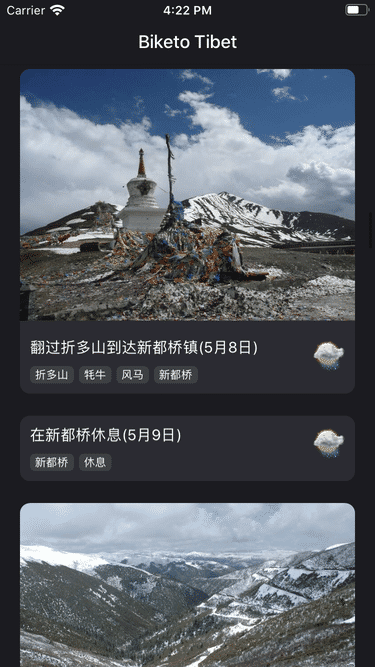 Carrier 4:22 PM
Biketo Tibet
翻过折多山到达新都桥镇(5月8日)
折多山 牦牛 风马 新都桥
在新都桥休息(5月9日)
新都桥 休息